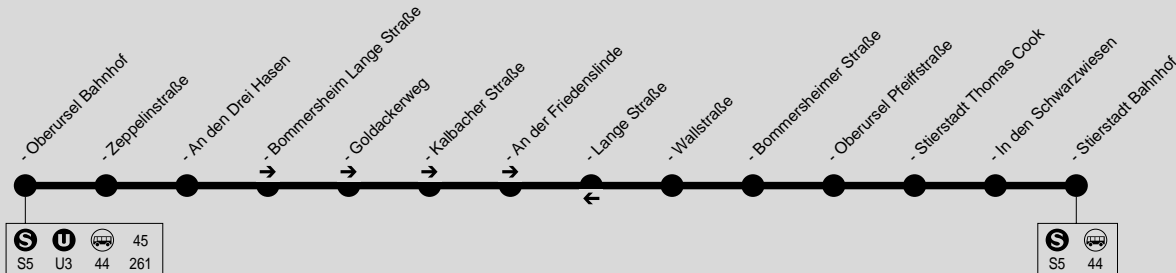 - Oberursel Bahnhof
- Zeppelinstraße
- An den Drei Hasen
- Bommersheim Lange Straße
- Goldackerweg
- Kalbacher Straße
- An der Friedenslinde
- Lange Straße
- Wallstraße
- Bommersheimer Straße
- Oberursel Pfeiffstraße
- Stierstadt Thomas Cook
- In den Schwarzwiesen
- Stierstadt Bahnhof
S U 45
S5 U3 44 261
S
S5 44